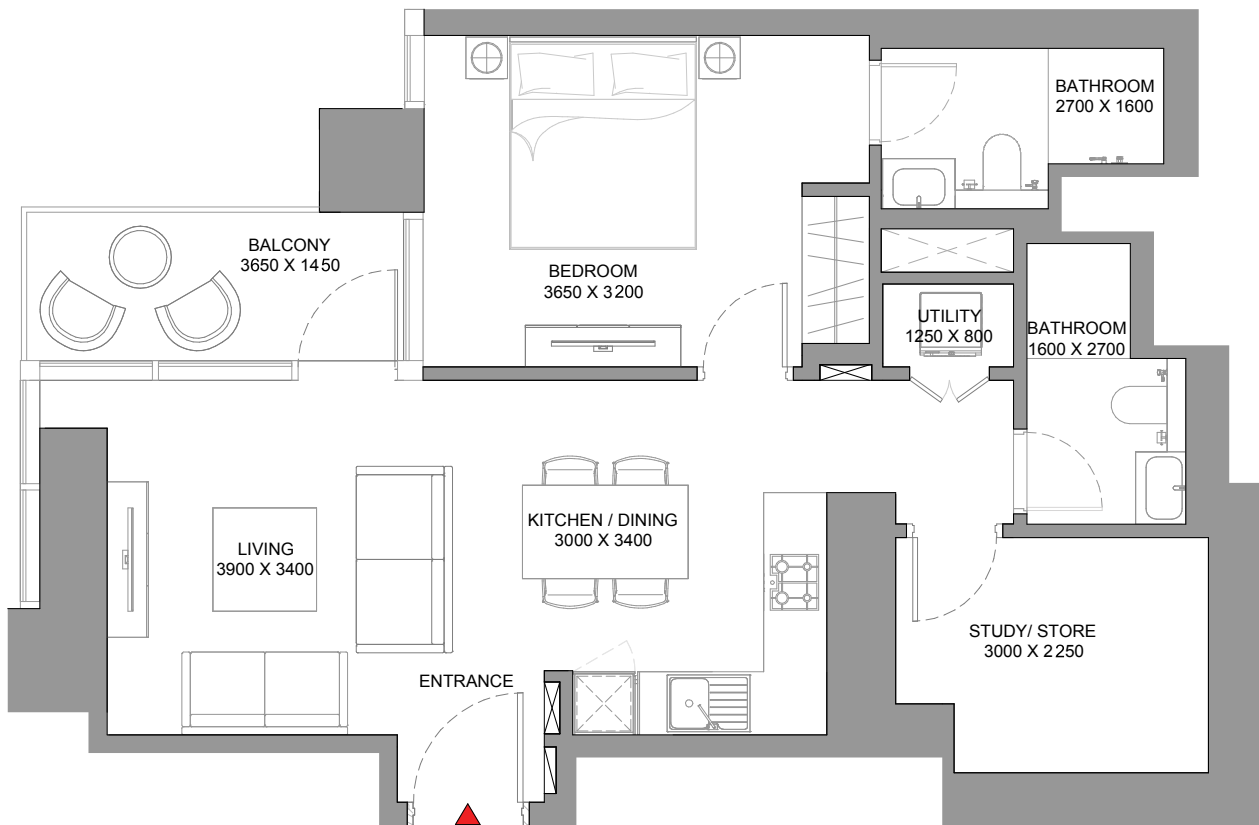 BATHROOM
2700 X 1600
BALCONY
3650 X 1450
BEDROOM
3650 X 3200
UTILITY
1250 X 800
BATHROOM
1600 X 2700
KITCHEN / DINING
3000 X 3400
LIVING
3900 X 3400
STUDY/ STORE
3000 X 2250
ENTRANCE